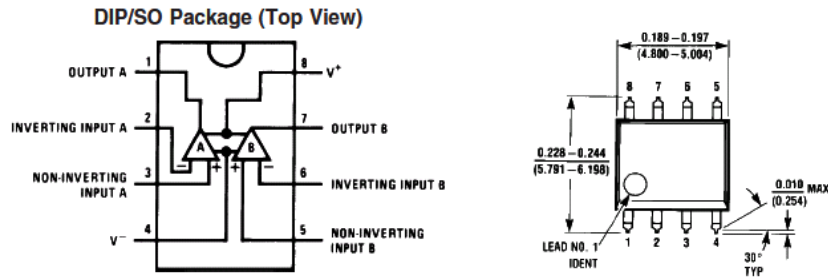 DIP/SO Package (Top View)
1
OUTPUT A
8
V+
2
INVERTING INPUT A
7
OUTPUT B
A
B
− + + −
3
NON-INVERTING
INPUT A
6
INVERTING INPUT B
4
V−
5
NON-INVERTING
INPUT B
0.189 – 0.197
(4.800 – 5.004)
8 7 6 5
0.228 – 0.244
(5.791 – 6.198)
0.010 MAX
(0.254)
LEAD NO. 1
IDENT
1 2 3 4
30°
TYP